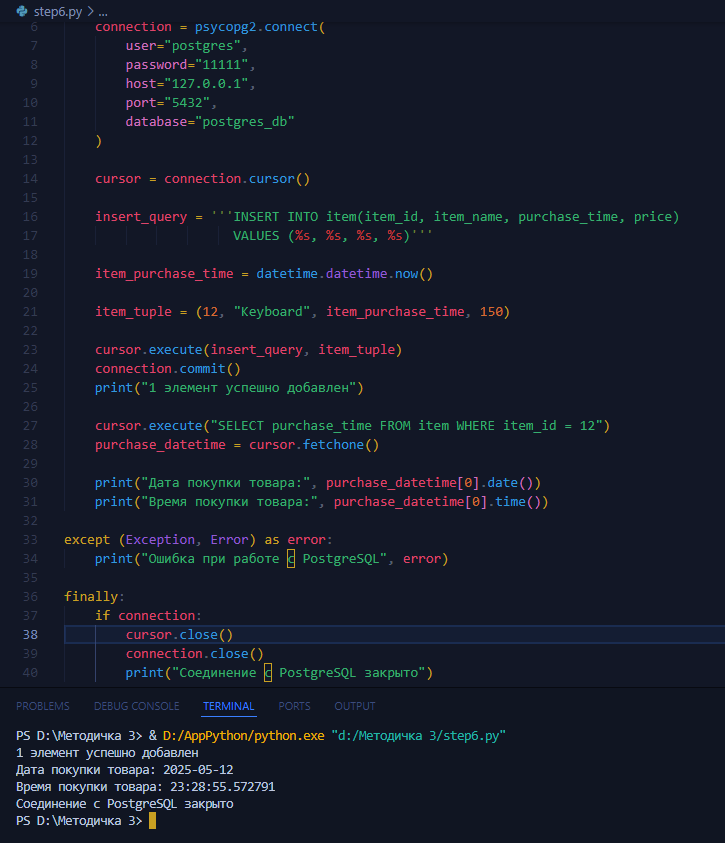 step6.py > ...
6 connection = psycopg2.connect(
7 user="postgres",
8 password="11111",
9 host="127.0.0.1",
10 port="5432",
11 database="postgres_db"
12 )
13
14 cursor = connection.cursor()
15
16 insert_query = '''INSERT INTO item(item_id, item_name, purchase_time, price)
17 VALUES (%s, %s, %s, %s)'''
18
19 item_purchase_time = datetime.datetime.now()
20
21 item_tuple = (12, "Keyboard", item_purchase_time, 150)
22
23 cursor.execute(insert_query, item_tuple)
24 connection.commit()
25 print("1 элемент успешно добавлен")
26
27 cursor.execute("SELECT purchase_time FROM item WHERE item_id = 12")
28 purchase_datetime = cursor.fetchone()
29
30 print("Дата покупки товара:", purchase_datetime[0].date())
31 print("Время покупки товара:", purchase_datetime[0].time())
32
33 except (Exception, Error) as error:
34 print("Ошибка при работе с PostgreSQL", error)
35
36 finally:
37 if connection:
38 cursor.close()
39 connection.close()
40 print("Соединение с PostgreSQL закрыто")
PROBLEMS DEBUG CONSOLE TERMINAL PORTS OUTPUT
PS D:\Методичка 3> & D:/AppPython/python.exe "d:/Методичка 3/step6.py"
1 элемент успешно добавлен
Дата покупки товара: 2025-05-12
Время покупки товара: 23:28:55.572791
Соединение с PostgreSQL закрыто
PS D:\Методичка 3>